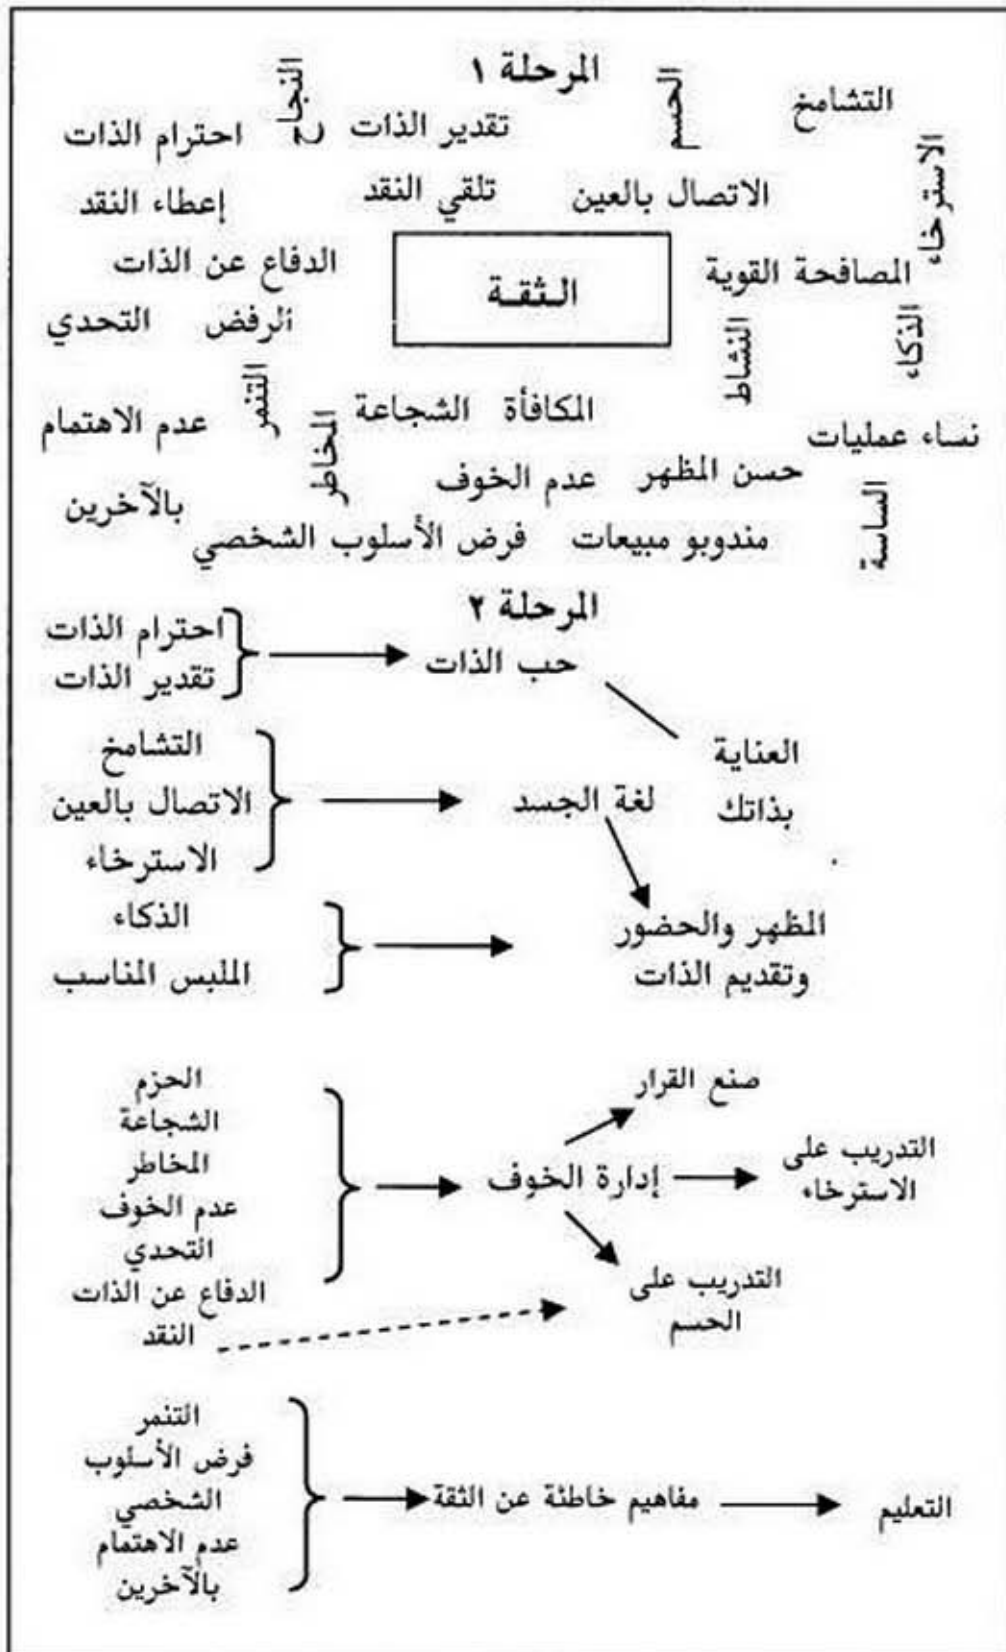 المرحلة ١
التشامخ
الحسم
تقدير الذات
النجاح
احترام الذات
الاسترخاء
الاتصال بالعين
تلقي النقد
إعطاء النقد
المصافحة القوية
الثقة
الدفاع عن الذات
الذكاء
النشاط
الرفض
التحدي
نساء عمليات
المكافأة
الشجاعة
المخاطر
التنمر
عدم الاهتمام
بالآخرين
حسن المظهر
عدم الخوف
الساسة
مندوبو مبيعات
فرض الأسلوب الشخصي
المرحلة ٢
احترام الذات
تقدير الذات
حب الذات
العناية
بذاتك
التشامخ
الاتصال بالعين
الاسترخاء
لغة الجسد
الذكاء
الملبس المناسب
المظهر والحضور
وتقديم الذات
الحزم
الشجاعة
المخاطر
عدم الخوف
التحدي
الدفاع عن الذات
النقد
إدارة الخوف
صنع القرار
التدريب على
الاسترخاء
التدريب على
الحسم
التنمر
فرض الأسلوب
الشخصي
عدم الاهتمام
بالآخرين
مفاهيم خاطئة عن الثقة
التعليم